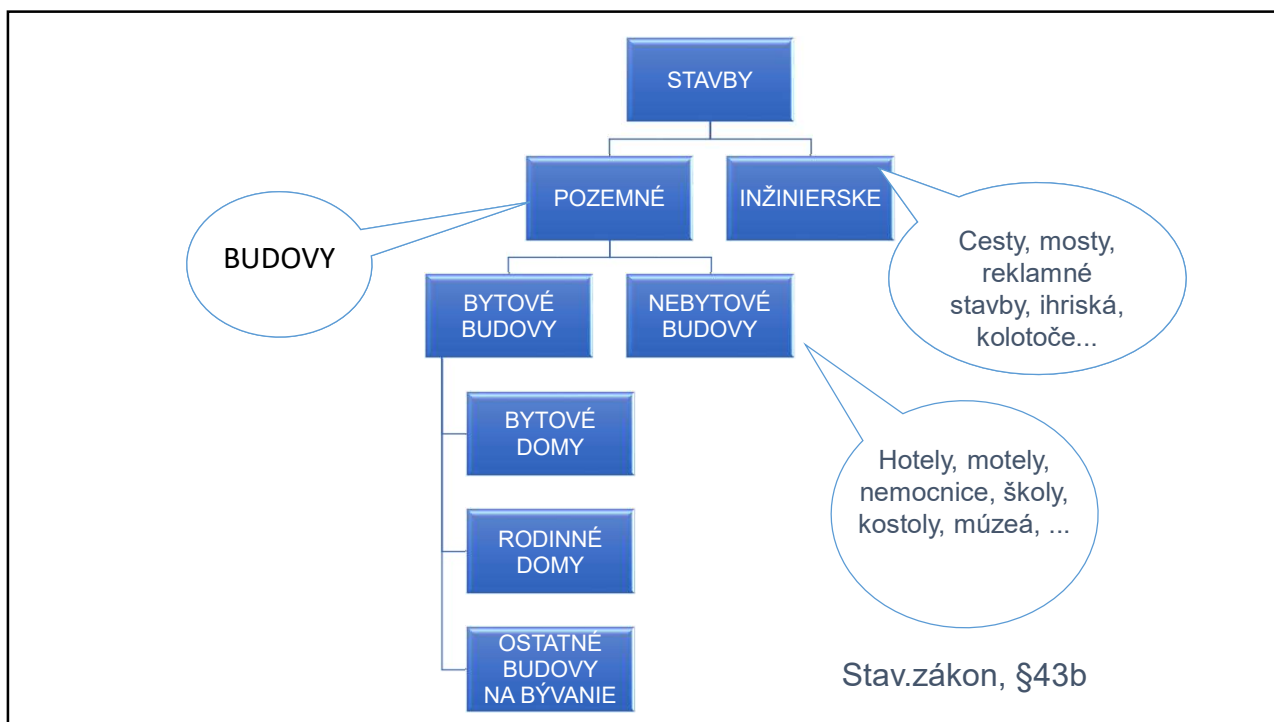 STAVBY
POZEMNÉ
INŽINIERSKE
BUDOVY
Cesty, mosty,
reklamné
stavby, ihriská,
kolotoče...
BYTOVÉ
BUDOVY
NEBYTOVÉ
BUDOVY
BYTOVÉ
DOMY
Hotely, motely,
nemocnice, školy,
kostoly, múzeá, ...
RODINNÉ
DOMY
OSTATNÉ
BUDOVY
NA BÝVANIE
Stav.zákon, §43b